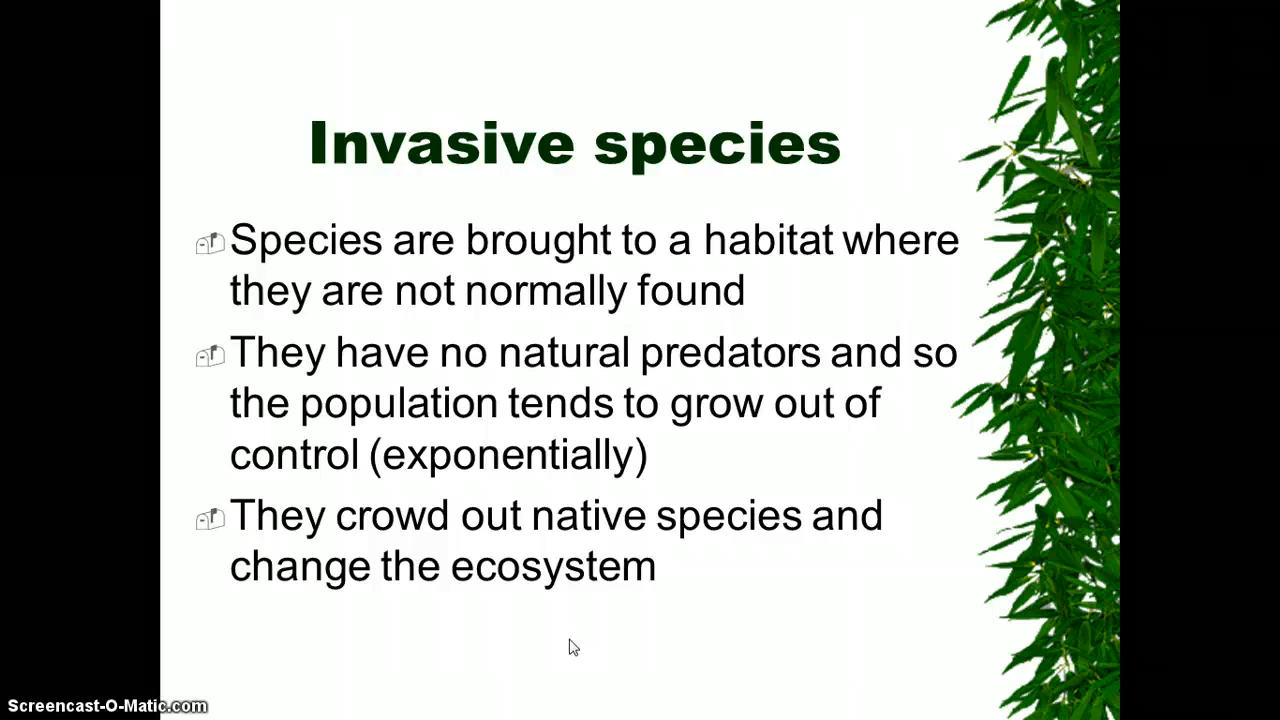 Invasive species
Species are brought to a habitat where
they are not normally found
They have no natural predators and so
the population tends to grow out of
control (exponentially)
They crowd out native species and
change the ecosystem
Screencast-O-Matic.com